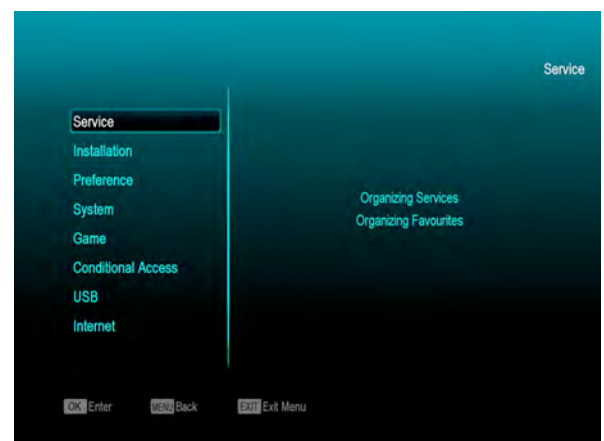 Service
Service
Installation
Preference
System
Game
Conditional Access
USB
Internet
Organizing Services
Organizing Favourites
OK Enter MENU Back EXIT Exit Menu